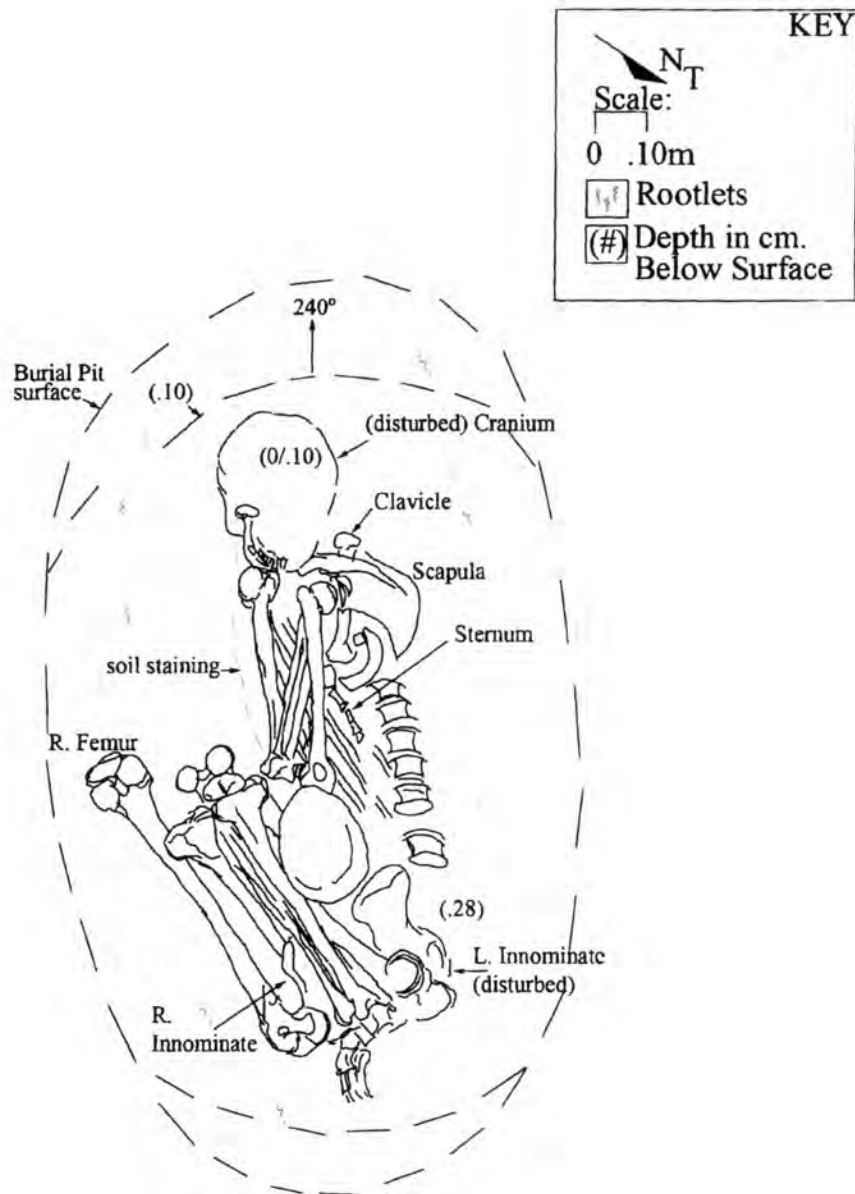 KEY
N_T
Scale:
0 .10m
Rootlets
(#) Depth in cm.
Below Surface
240°
Burial Pit
surface
(.10)
(disturbed) Cranium
(0/.10)
Clavicle
Scapula
Sternum
soil staining
R. Femur
(.28)
L. Innominate
(disturbed)
R.
Innominate